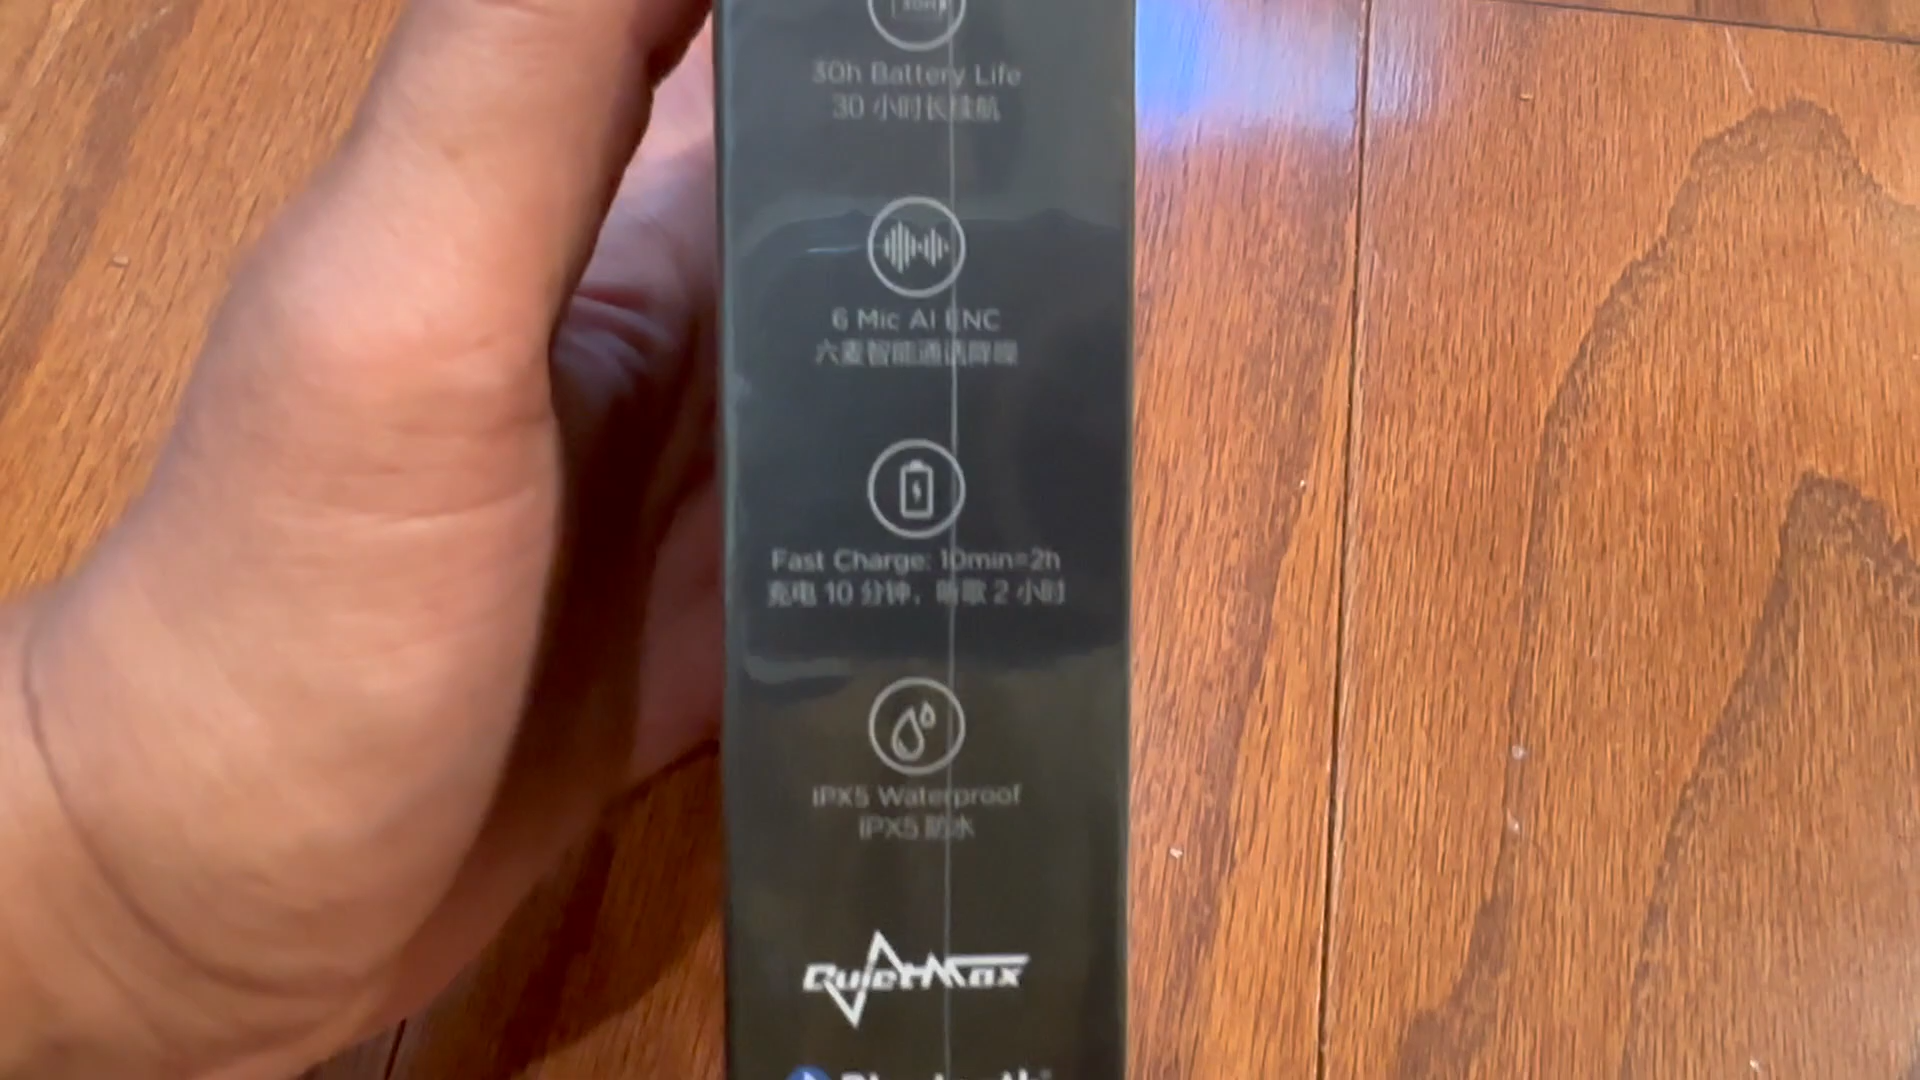 30h Battery Life
30 小时长续航
6 Mic AI ENC
六麦智能通话降噪
Fast Charge: 10min=2h
充电 10 分钟，听歌 2 小时
IPX5 Waterproof
IPX5 防水
QuietMax